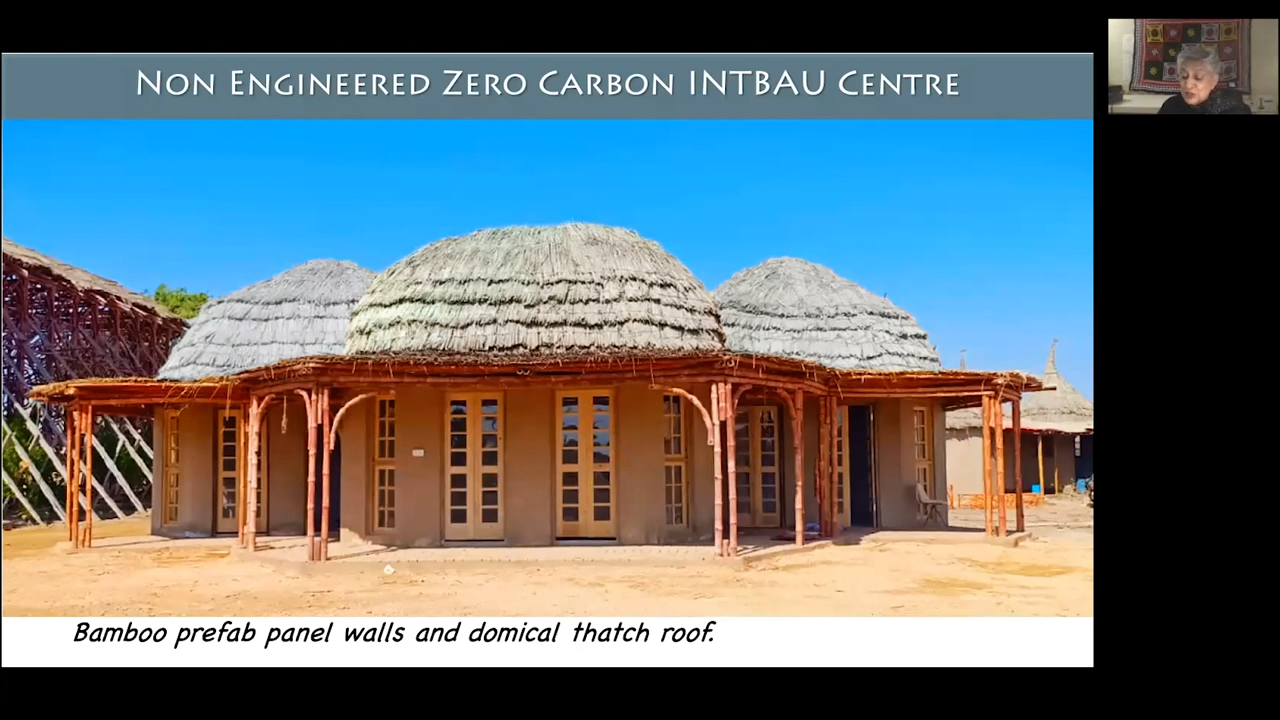 Non Engineered Zero Carbon INTBAU Centre
Bamboo prefab panel walls and domical thatch roof.